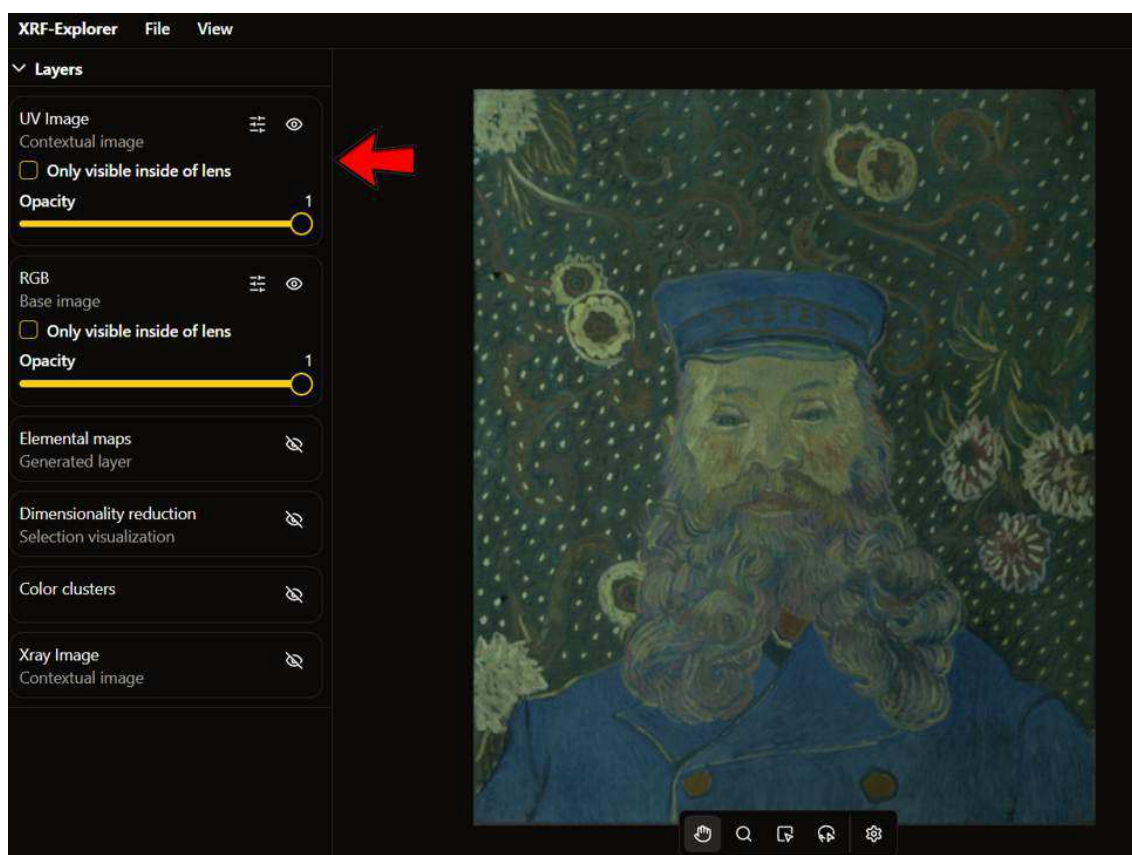 XRF-Explorer File View
Layers
UV Image
Contextual image
Only visible inside of lens
Opacity 1
RGB
Base image
Only visible inside of lens
Opacity 1
Elemental maps
Generated layer
Dimensionality reduction
Selection visualization
Color clusters
Xray Image
Contextual image